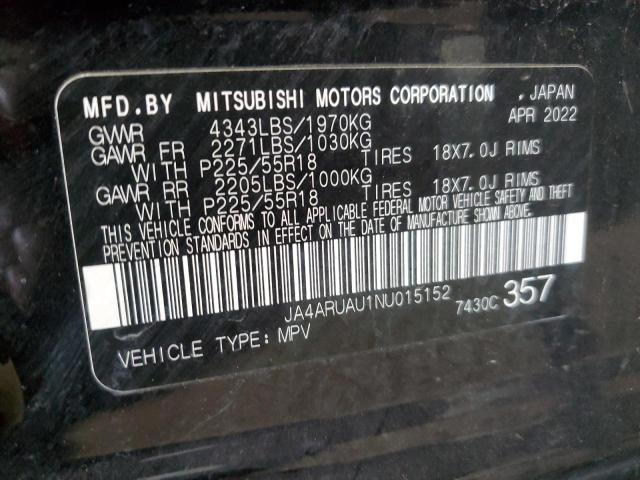 MFD.BY MITSUBISHI MOTORS CORPORATION , JAPAN
APR 2022
GVWR 4343LBS/1970KG
GAWR FR 2271LBS/1030KG
WITH P225/55R18 TIRES 18X7.0J RIMS
GAWR RR 2205LBS/1000KG
WITH P225/55R18 TIRES 18X7.0J RIMS
THIS VEHICLE CONFORMS TO ALL APPLICABLE FEDERAL MOTOR VEHICLE SAFETY AND THEFT
PREVENTION STANDARDS IN EFFECT ON THE DATE OF MANUFACTURE SHOWN ABOVE.
JA4ARUAU1NU015152 7430C 357
VEHICLE TYPE: MPV